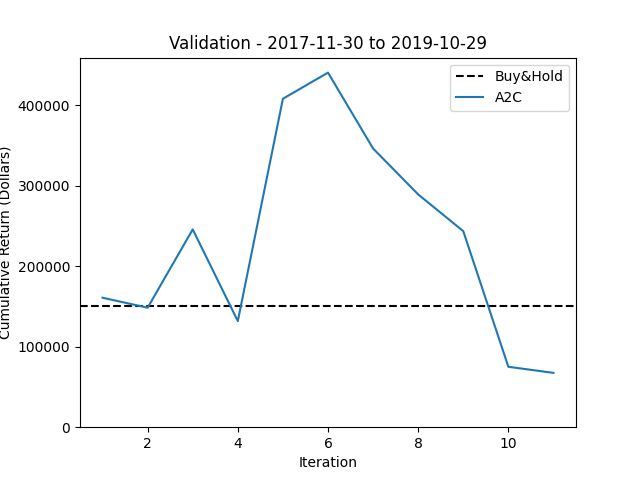 Validation - 2017-11-30 to 2019-10-29
Buy&Hold
A2C
400000
300000
200000
100000
0
Cumulative Return (Dollars)
2
4
6
8
10
Iteration